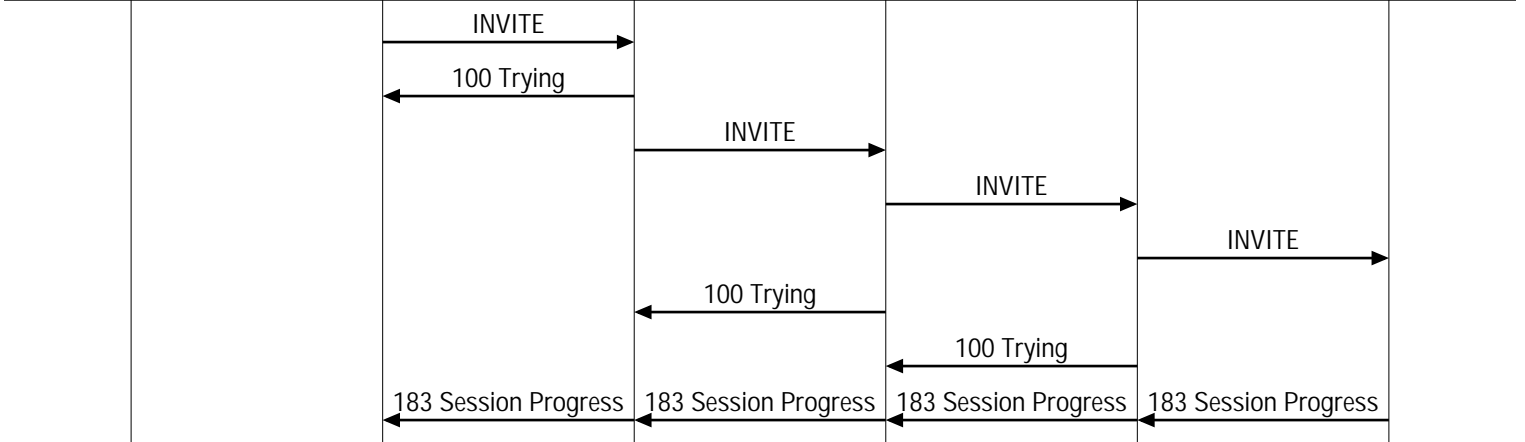 INVITE
100 Trying
INVITE
INVITE
INVITE
100 Trying
100 Trying
183 Session Progress 183 Session Progress 183 Session Progress 183 Session Progress